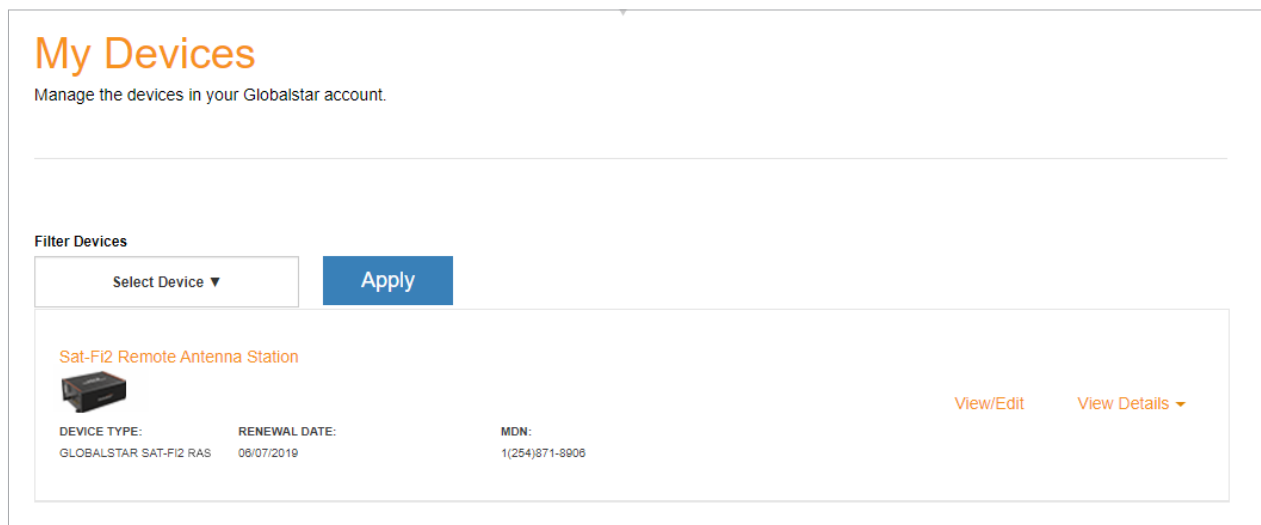 My Devices
Manage the devices in your Globalstar account.
Filter Devices
Select Device ▼
Apply
Sat-Fi2 Remote Antenna Station
View/Edit
View Details
DEVICE TYPE: RENEWAL DATE: MDN:
GLOBALSTAR SAT-FI2 RAS 06/07/2019 1(254)871-8906